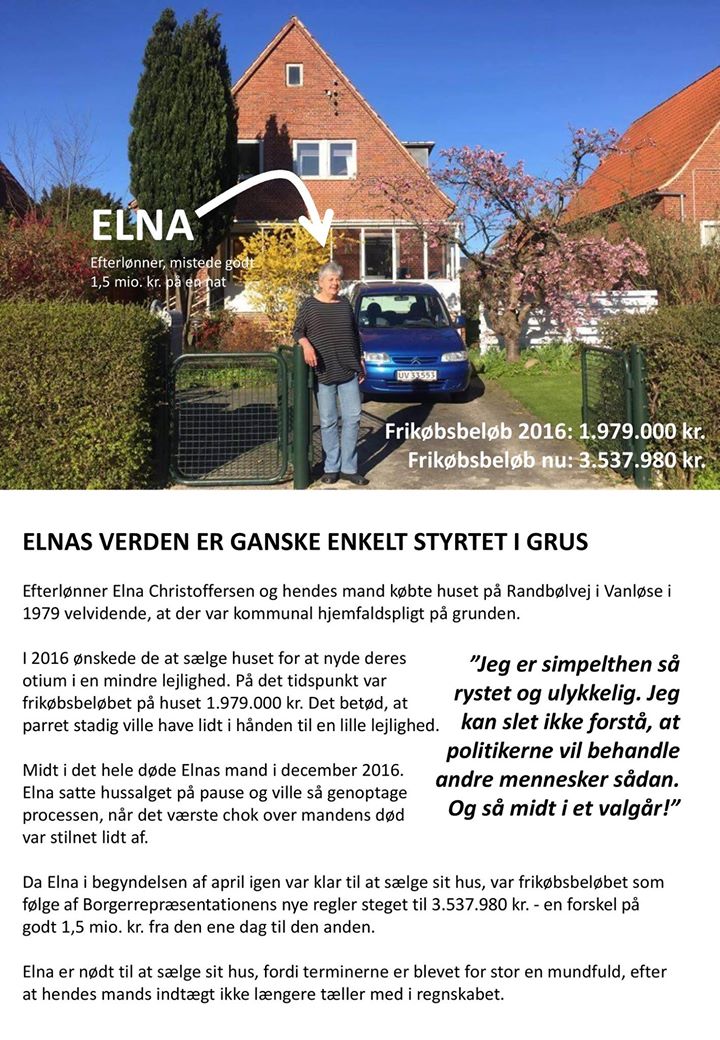 ELNA
Efterlønner, mistede godt
1,5 mio. kr. på en nat
UV 33553
Frikøbsbeløb 2016: 1.979.000 kr.
Frikøbsbeløb nu: 3.537.980 kr.
ELNAS VERDEN ER GANSKE ENKELT STYRTET I GRUS
Efterlønner Elna Christoffersen og hendes mand købte huset på Randbølvej i Vanløse i
1979 velvidende, at der var kommunal hjemfaldspligt på grunden.
I 2016 ønskede de at sælge huset for at nyde deres
otium i en mindre lejlighed. På det tidspunkt var
frikøbsbeløbet på huset 1.979.000 kr. Det betød, at
parret stadig ville have lidt i hånden til en lille lejlighed.
Midt i det hele døde Elnas mand i december 2016.
Elna satte hussalget på pause og ville så genoptage
processen, når det værste chok over mandens død
var stilnet lidt af.
”Jeg er simpelthen så
rystet og ulykkelig. Jeg
kan slet ikke forstå, at
politikerne vil behandle
andre mennesker sådan.
Og så midt i et valgår!”
Da Elna i begyndelsen af april igen var klar til at sælge sit hus, var frikøbsbeløbet som
følge af Borgerrepræsentationens nye regler steget til 3.537.980 kr. - en forskel på
godt 1,5 mio. kr. fra den ene dag til den anden.
Elna er nødt til at sælge sit hus, fordi terminerne er blevet for stor en mundfuld, efter
at hendes mands indtægt ikke længere tæller med i regnskabet.